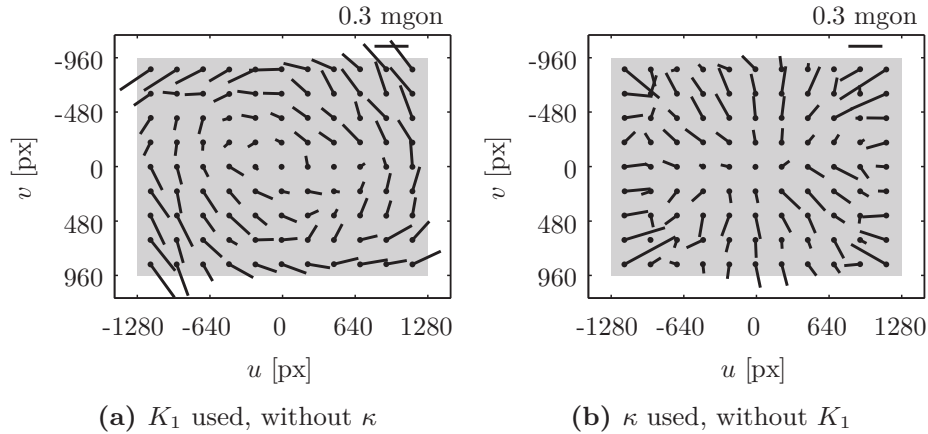 0.3 mgon 0.3 mgon
-960 -960
-480 -480
0 0
480 480
960 960
v [px] v [px]
-1280 -640 0 640 1280 -1280 -640 0 640 1280
u [px] u [px]
(a) K₁ used, without κ (b) κ used, without K₁